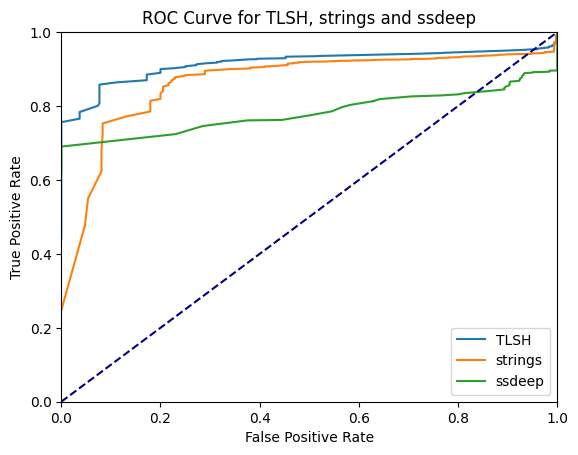 ROC Curve for TLSH, strings and ssdeep
True Positive Rate
1.0
0.8
0.6
0.4
0.2
0.0
TLSH
strings
ssdeep
0.0 0.2 0.4 0.6 0.8 1.0
False Positive Rate